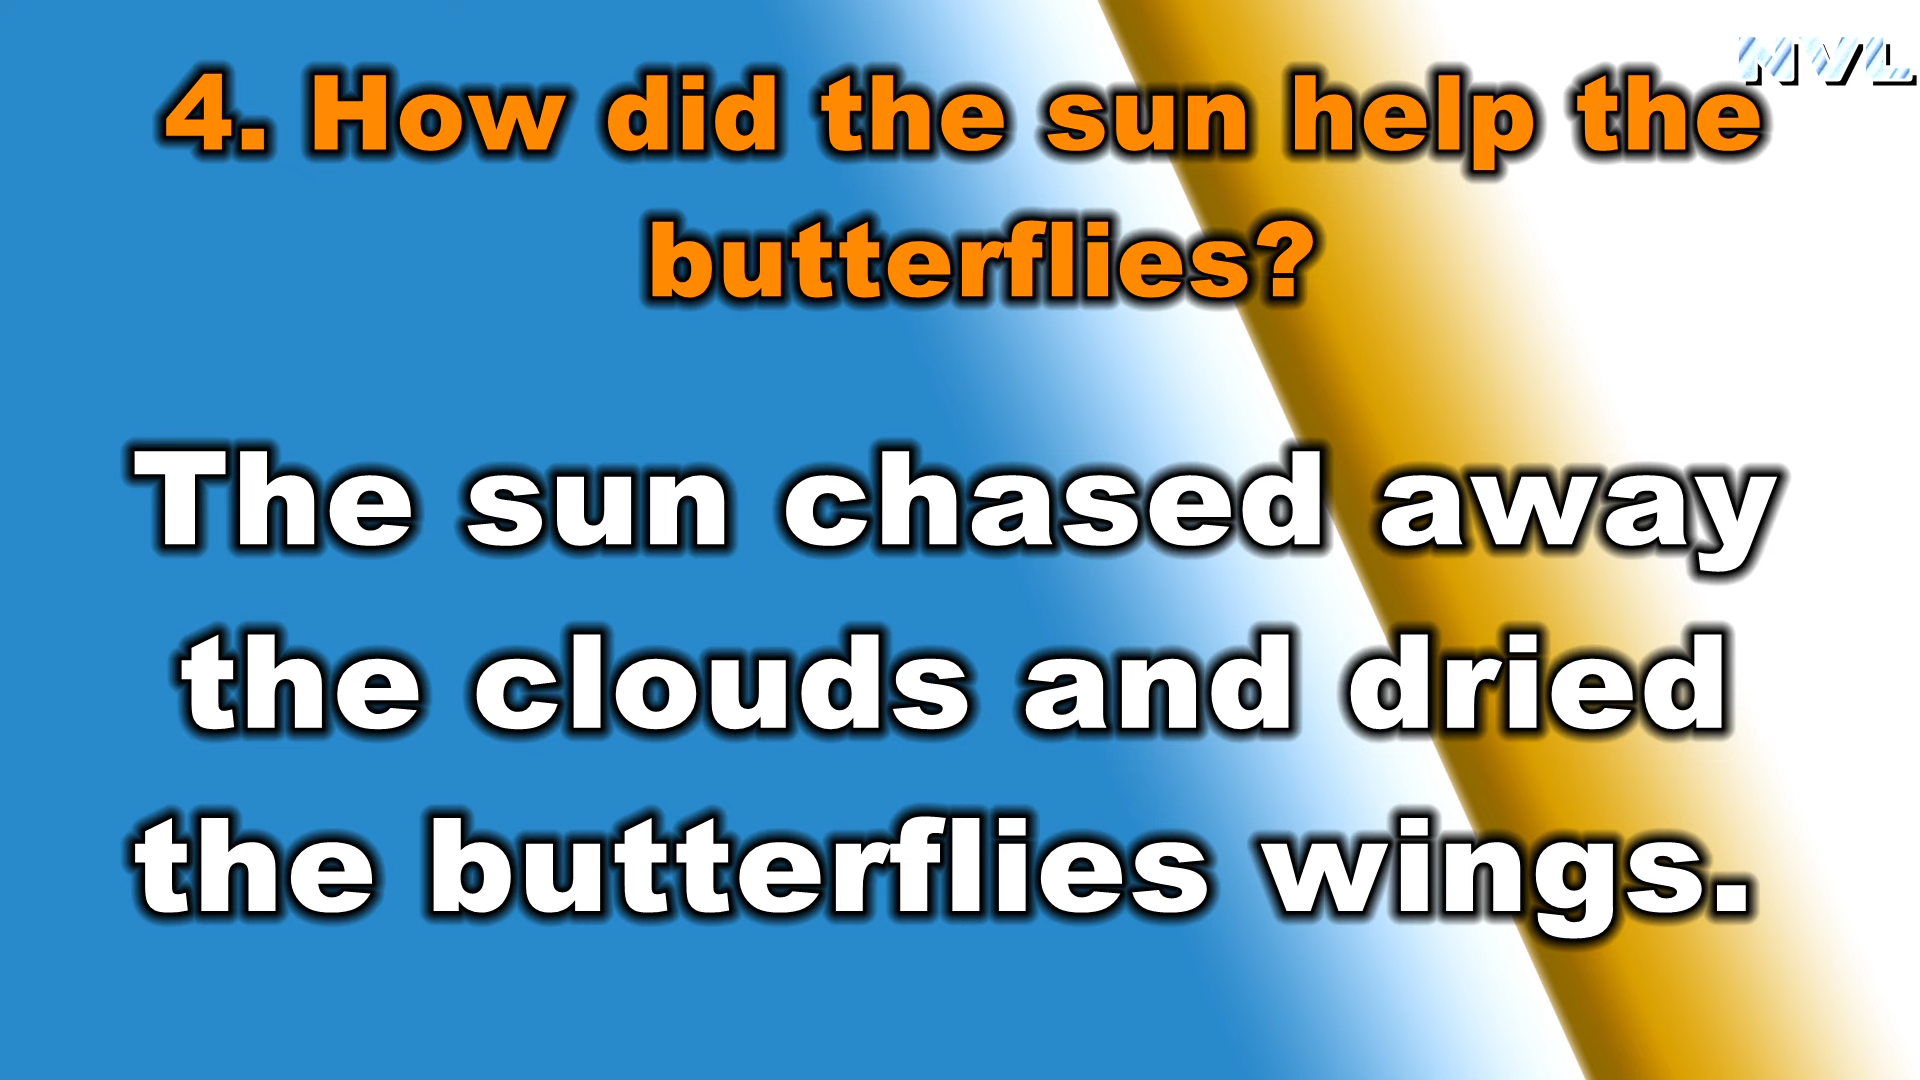 MVL
4. How did the sun help the
butterflies?
The sun chased away
the clouds and dried
the butterflies wings.